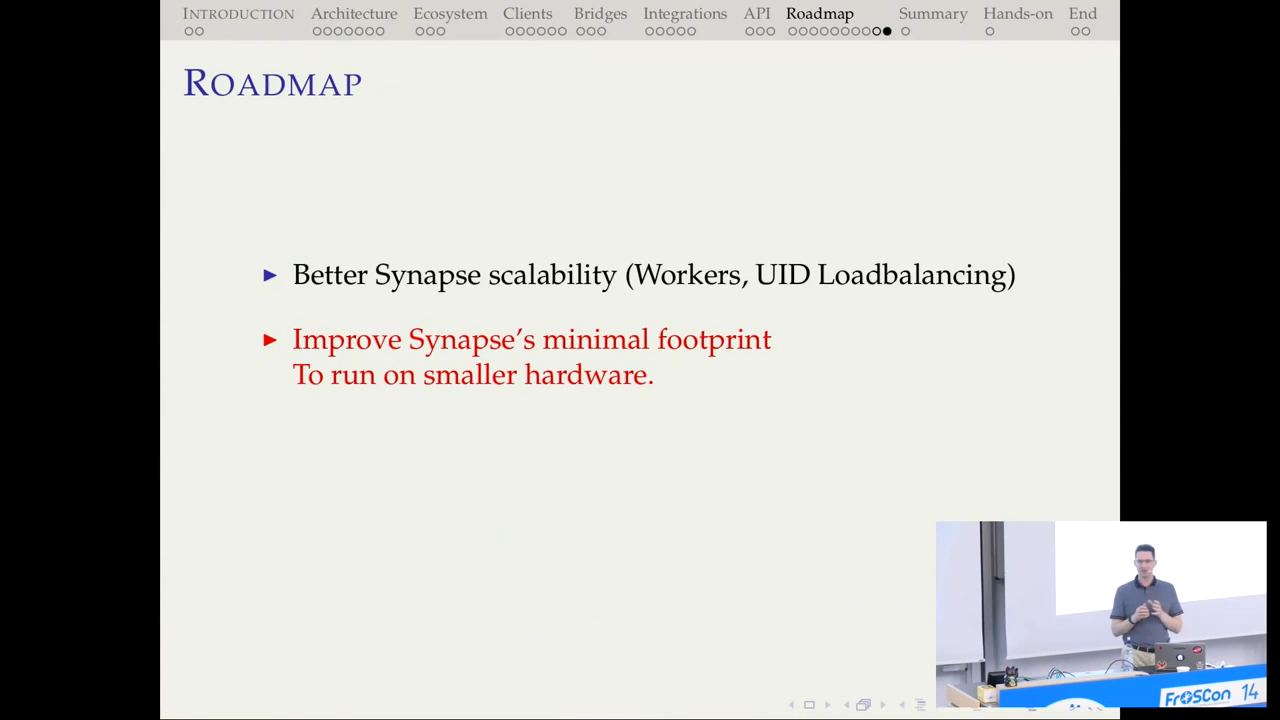 INTRODUCTION Architecture Ecosystem Clients Bridges Integrations API Roadmap Summary Hands-on End
ROADMAP
Better Synapse scalability (Workers, UID Loadbalancing)
Improve Synapse’s minimal footprint
To run on smaller hardware.
FrOSCon 14